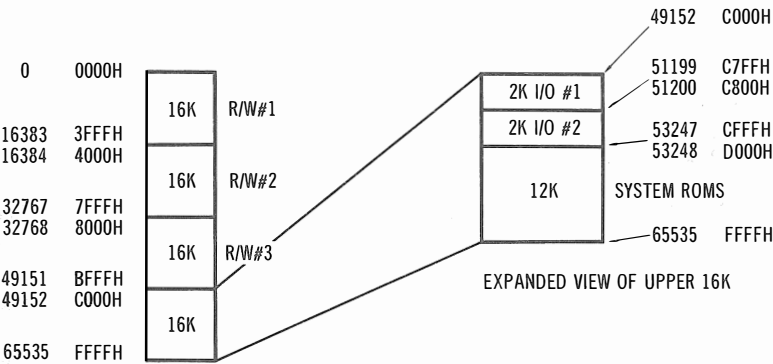 0 0000H
16K R/W#1
16383 3FFFH
16384 4000H
16K R/W#2
32767 7FFFH
32768 8000H
16K R/W#3
49151 BFFFH
49152 C000H
16K
65535 FFFFH
49152 C000H
2K I/O #1
51199 C7FFH
51200 C800H
2K I/O #2
53247 CFFFH
53248 D000H
12K SYSTEM ROMS
65535 FFFFH
EXPANDED VIEW OF UPPER 16K